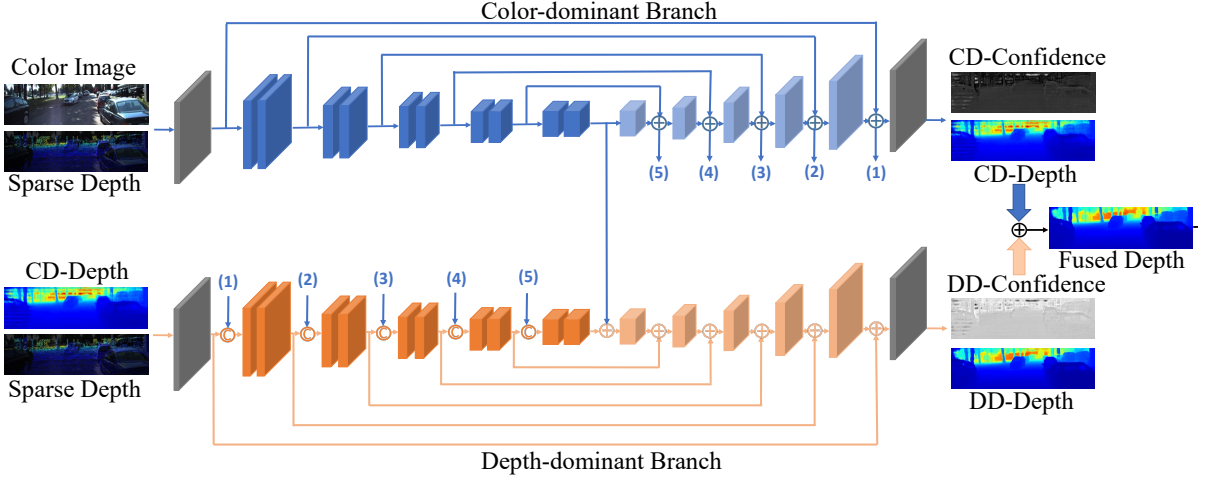 Color-dominant Branch
Color Image
Sparse Depth
CD-Confidence
CD-Depth
(5)
(4)
(3)
(2)
(1)
Fused Depth
CD-Depth
Sparse Depth
(1)
(2)
(3)
(4)
(5)
C
C
C
C
C
DD-Confidence
DD-Depth
Depth-dominant Branch